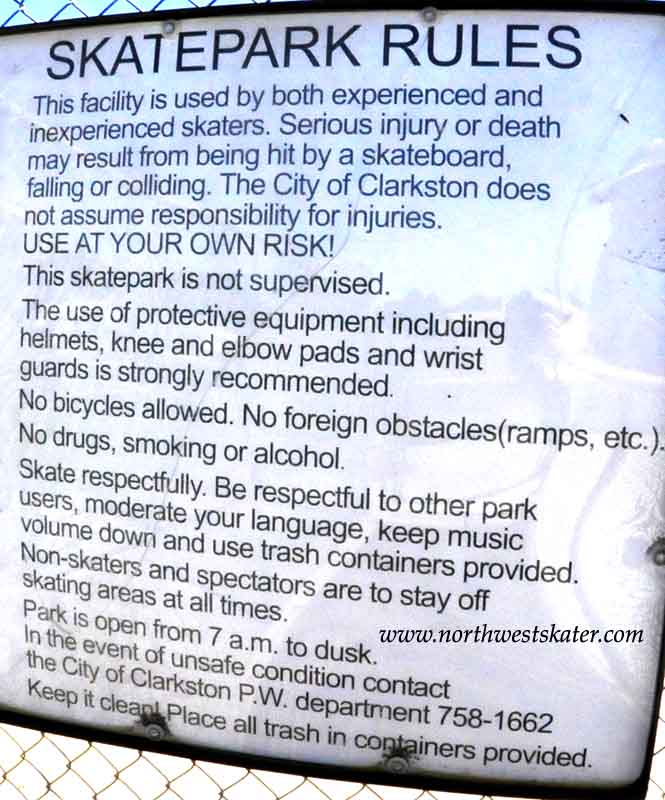 SKATEPARK RULES
This facility is used by both experienced and
inexperienced skaters. Serious injury or death
may result from being hit by a skateboard,
falling or colliding. The City of Clarkston does
not assume responsibility for injuries.
USE AT YOUR OWN RISK!
This skatepark is not supervised.
The use of protective equipment including
helmets, knee and elbow pads and wrist
guards is strongly recommended.
No bicycles allowed. No foreign obstacles(ramps, etc.).
No drugs, smoking or alcohol.
Skate respectfully. Be respectful to other park
users, moderate your language, keep music
volume down and use trash containers provided.
Non-skaters and spectators are to stay off
skating areas at all times.
Park is open from 7 a.m. to dusk.
www.northwestskater.com
In the event of unsafe condition contact
the City of Clarkston P.W. department 758-1662
Keep it clean! Place all trash in containers provided.